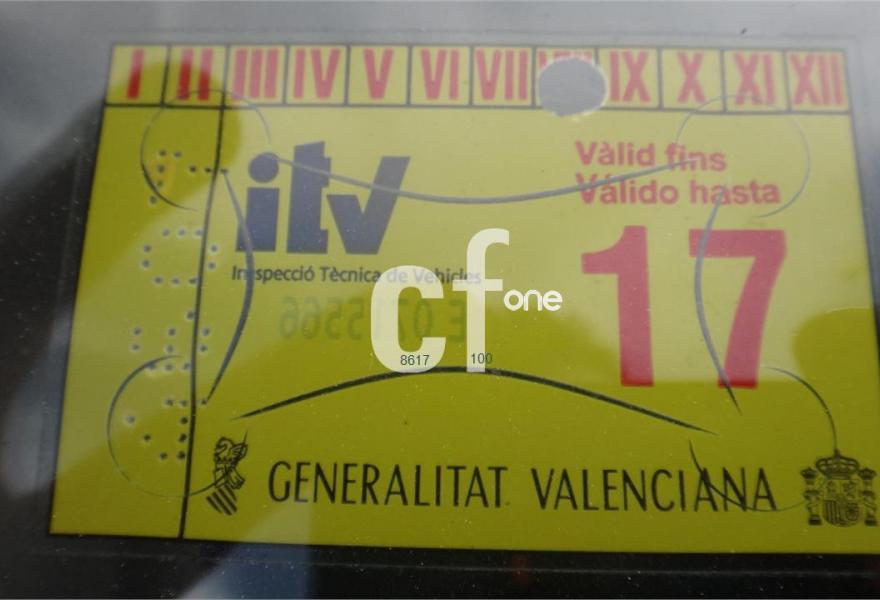 I II III IV V VI VII IX X XI XII
itv
Vàlid fins
Válido hasta
17
Inspecció Tècnica de Vehicles
E 0715566
cf one
8617 100
GENERALITAT VALENCIANA